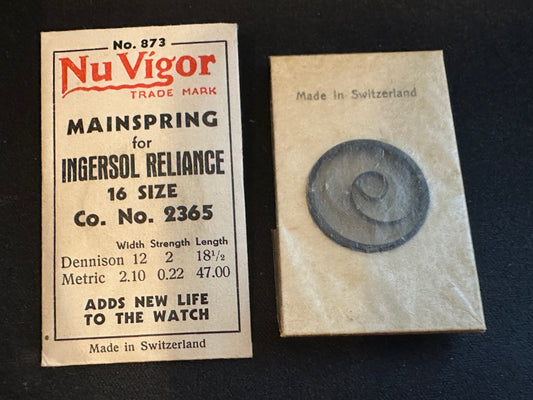 No. 873
Nu Vigor
TRADE MARK
MAINSPRING
for
INGERSOL RELIANCE
16 SIZE
Co. No. 2365
Width Strength Length
Dennison 12 2 18½
Metric 2.10 0.22 47.00
ADDS NEW LIFE
TO THE WATCH
Made in Switzerland
Made in Switzerland